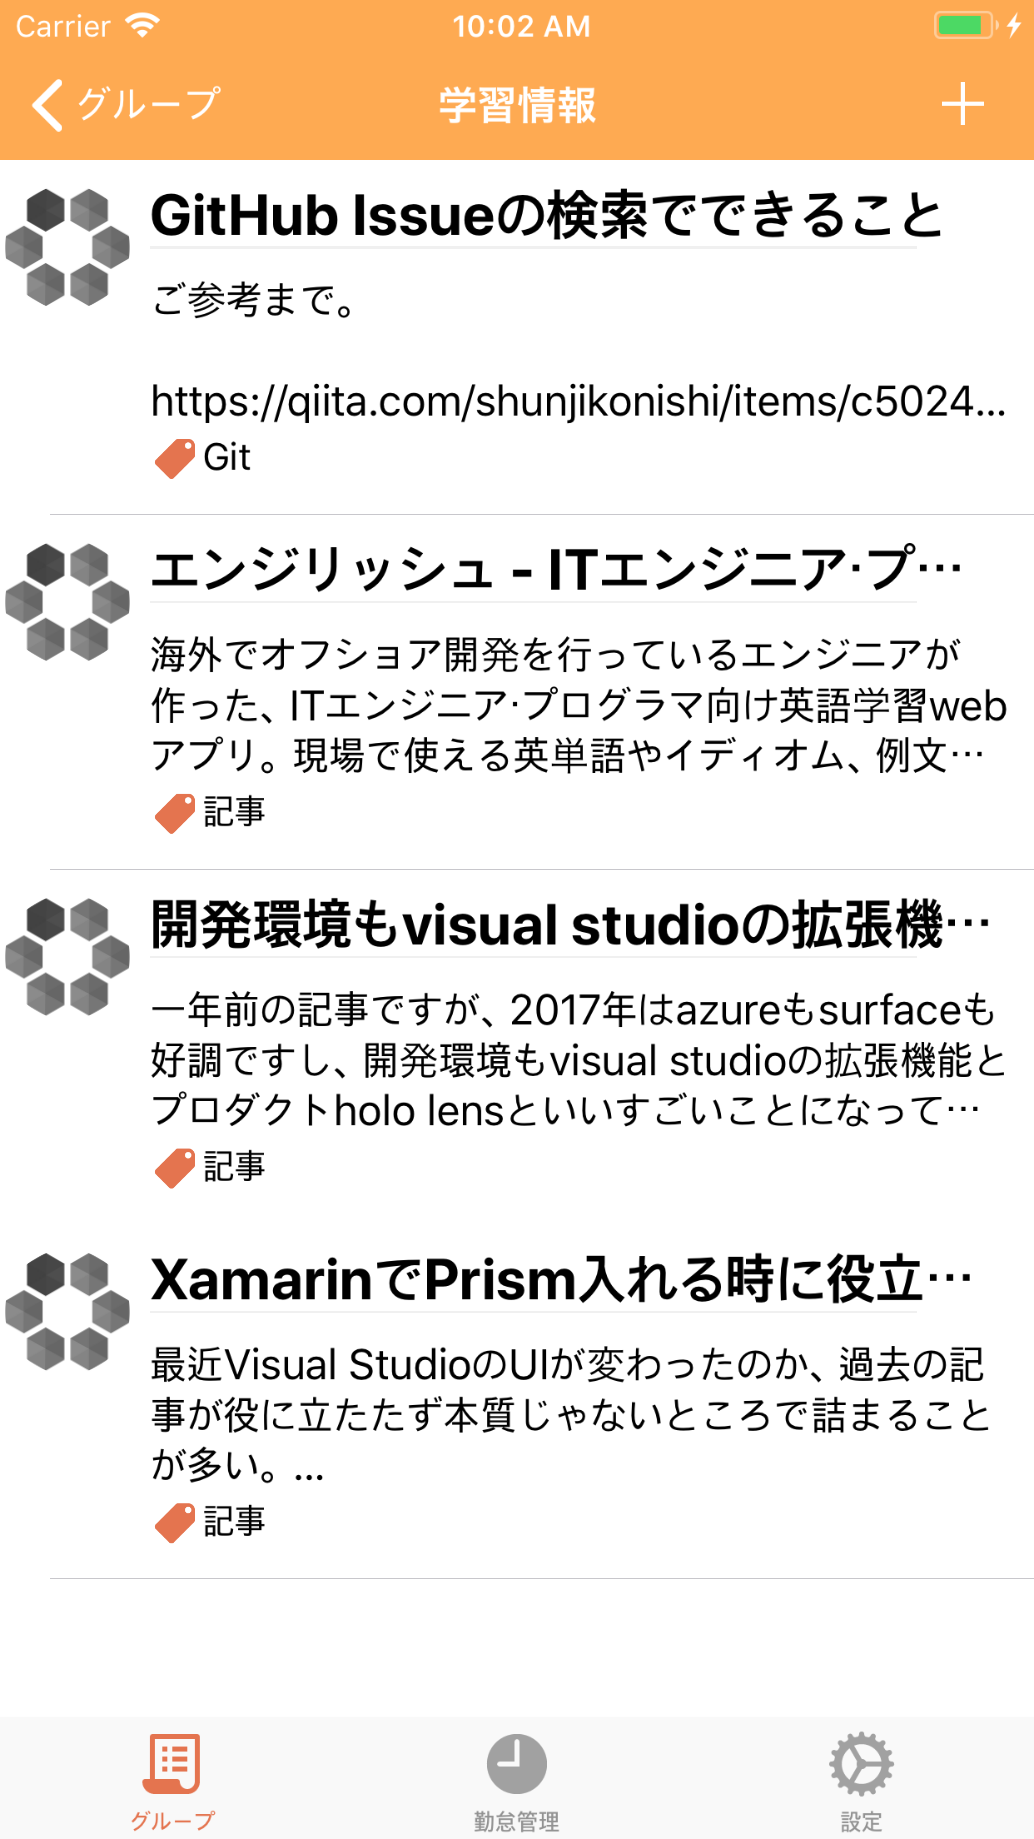 Carrier 10:02 AM
グループ 学習情報
GitHub Issueの検索でできること
ご参考まで。
https://qiita.com/shunjikonishi/items/c5024...
Git
エンジリッシュ - ITエンジニア·プ…
海外でオフショア開発を行っているエンジニアが
作った、ITエンジニア·プログラマ向け英語学習web
アプリ。現場で使える英単語やイディオム、例文…
記事
開発環境もvisual studioの拡張機…
一年前の記事ですが、2017年はazureもsurfaceも
好調ですし、開発環境もvisual studioの拡張機能と
プロダクトholo lensといいすごいことになって…
記事
XamarinでPrism入れる時に役立…
最近Visual StudioのUIが変わったのか、過去の記
事が役に立たたず本質じゃないところで詰まること
が多い。...
記事
グループ 勤怠管理 設定